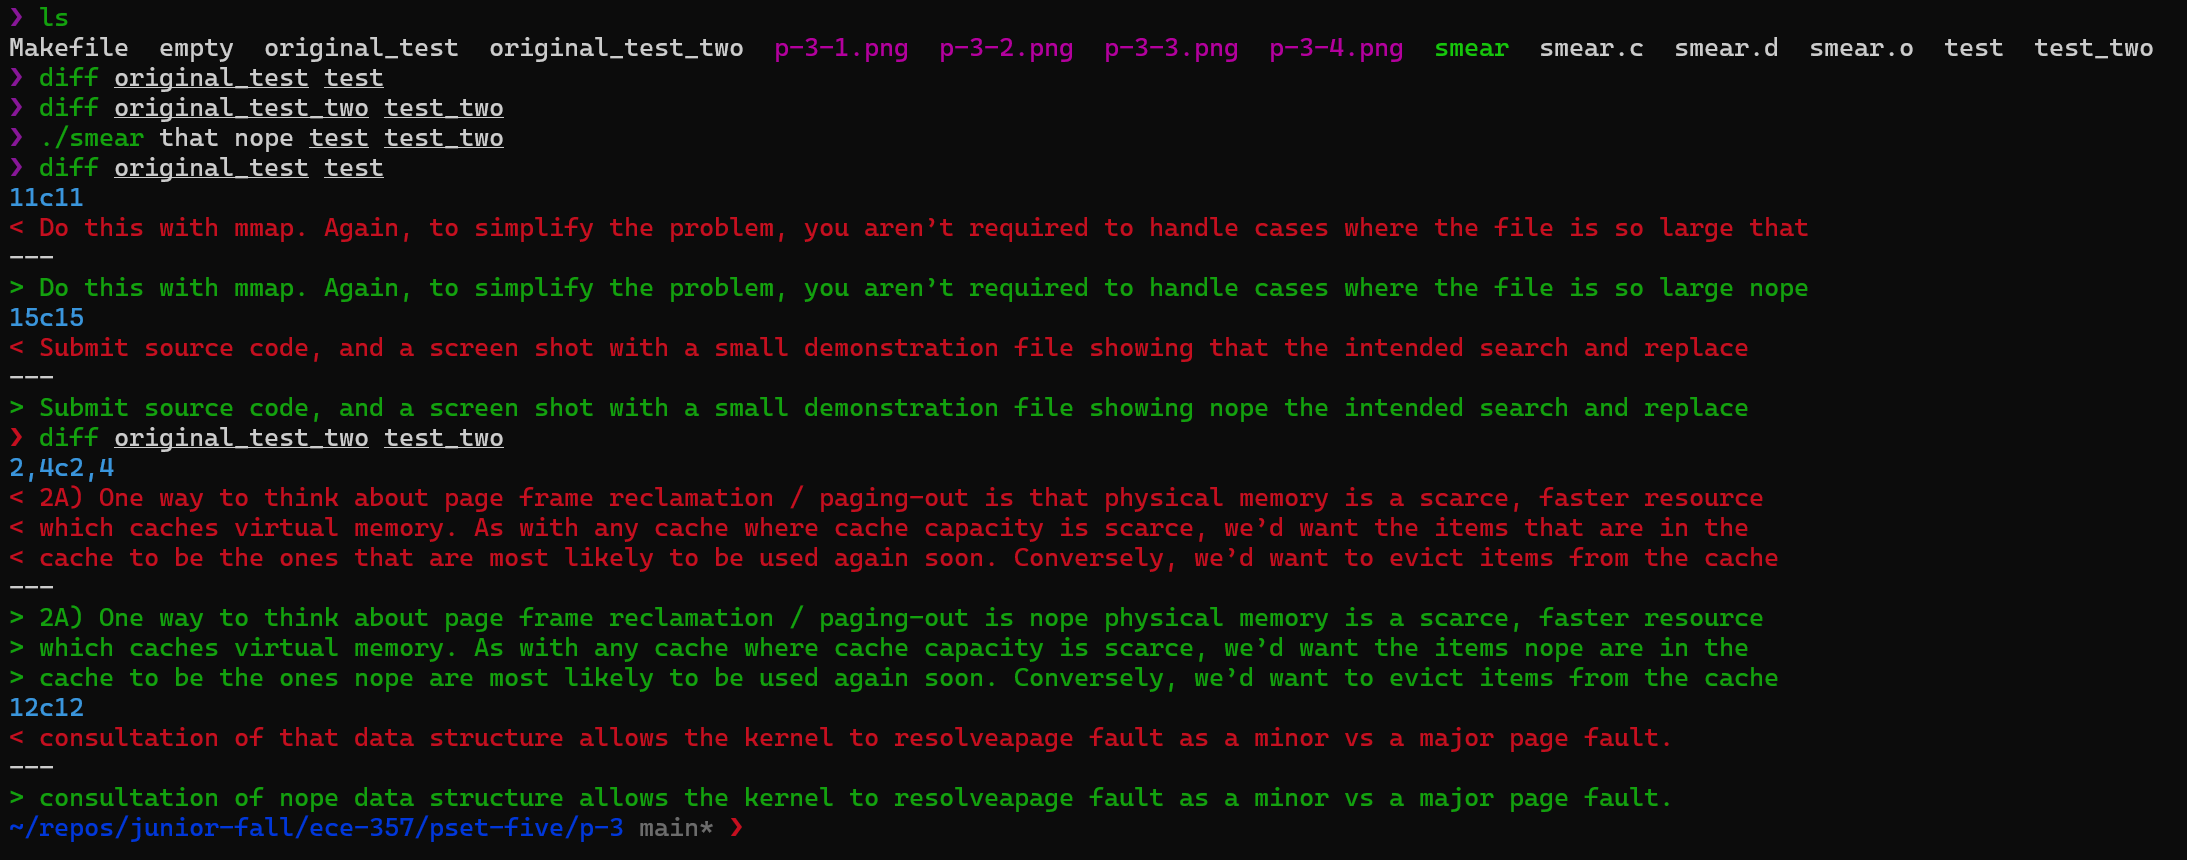 ❯ ls
Makefile  empty  original_test  original_test_two  p-3-1.png  p-3-2.png  p-3-3.png  p-3-4.png  smear  smear.c  smear.d  smear.o  test  test_two
❯ diff original_test test
❯ diff original_test_two test_two
❯ ./smear that nope test test_two
❯ diff original_test test
11c11
< Do this with mmap. Again, to simplify the problem, you aren’t required to handle cases where the file is so large that
---
> Do this with mmap. Again, to simplify the problem, you aren’t required to handle cases where the file is so large nope
15c15
< Submit source code, and a screen shot with a small demonstration file showing that the intended search and replace
---
> Submit source code, and a screen shot with a small demonstration file showing nope the intended search and replace
❯ diff original_test_two test_two
2,4c2,4
< 2A) One way to think about page frame reclamation / paging-out is that physical memory is a scarce, faster resource
< which caches virtual memory. As with any cache where cache capacity is scarce, we’d want the items that are in the
< cache to be the ones that are most likely to be used again soon. Conversely, we’d want to evict items from the cache
---
> 2A) One way to think about page frame reclamation / paging-out is nope physical memory is a scarce, faster resource
> which caches virtual memory. As with any cache where cache capacity is scarce, we’d want the items nope are in the
> cache to be the ones nope are most likely to be used again soon. Conversely, we’d want to evict items from the cache
12c12
< consultation of that data structure allows the kernel to resolveapage fault as a minor vs a major page fault.
---
> consultation of nope data structure allows the kernel to resolveapage fault as a minor vs a major page fault.
~/repos/junior-fall/ece-357/pset-five/p-3 main* ❯